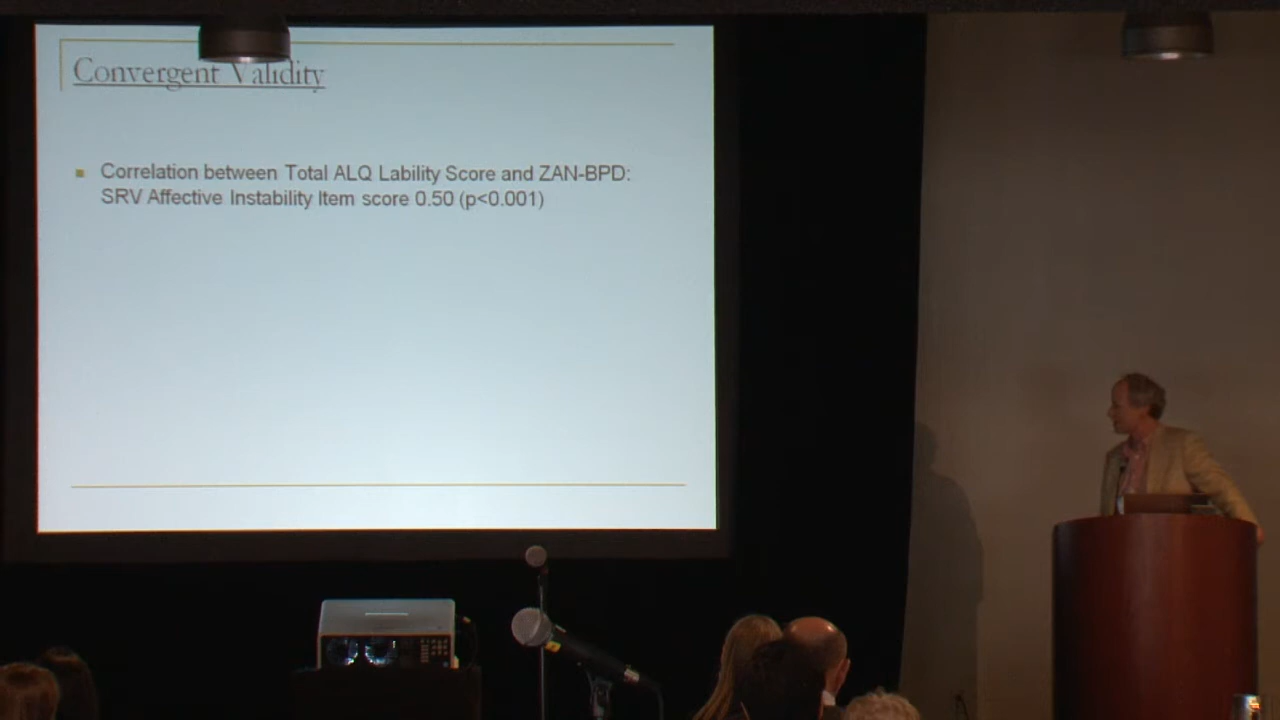 Convergent Validity
Correlation between Total ALQ Lability Score and ZAN-BPD:
SRV Affective Instability Item score 0.50 (p<0.001)